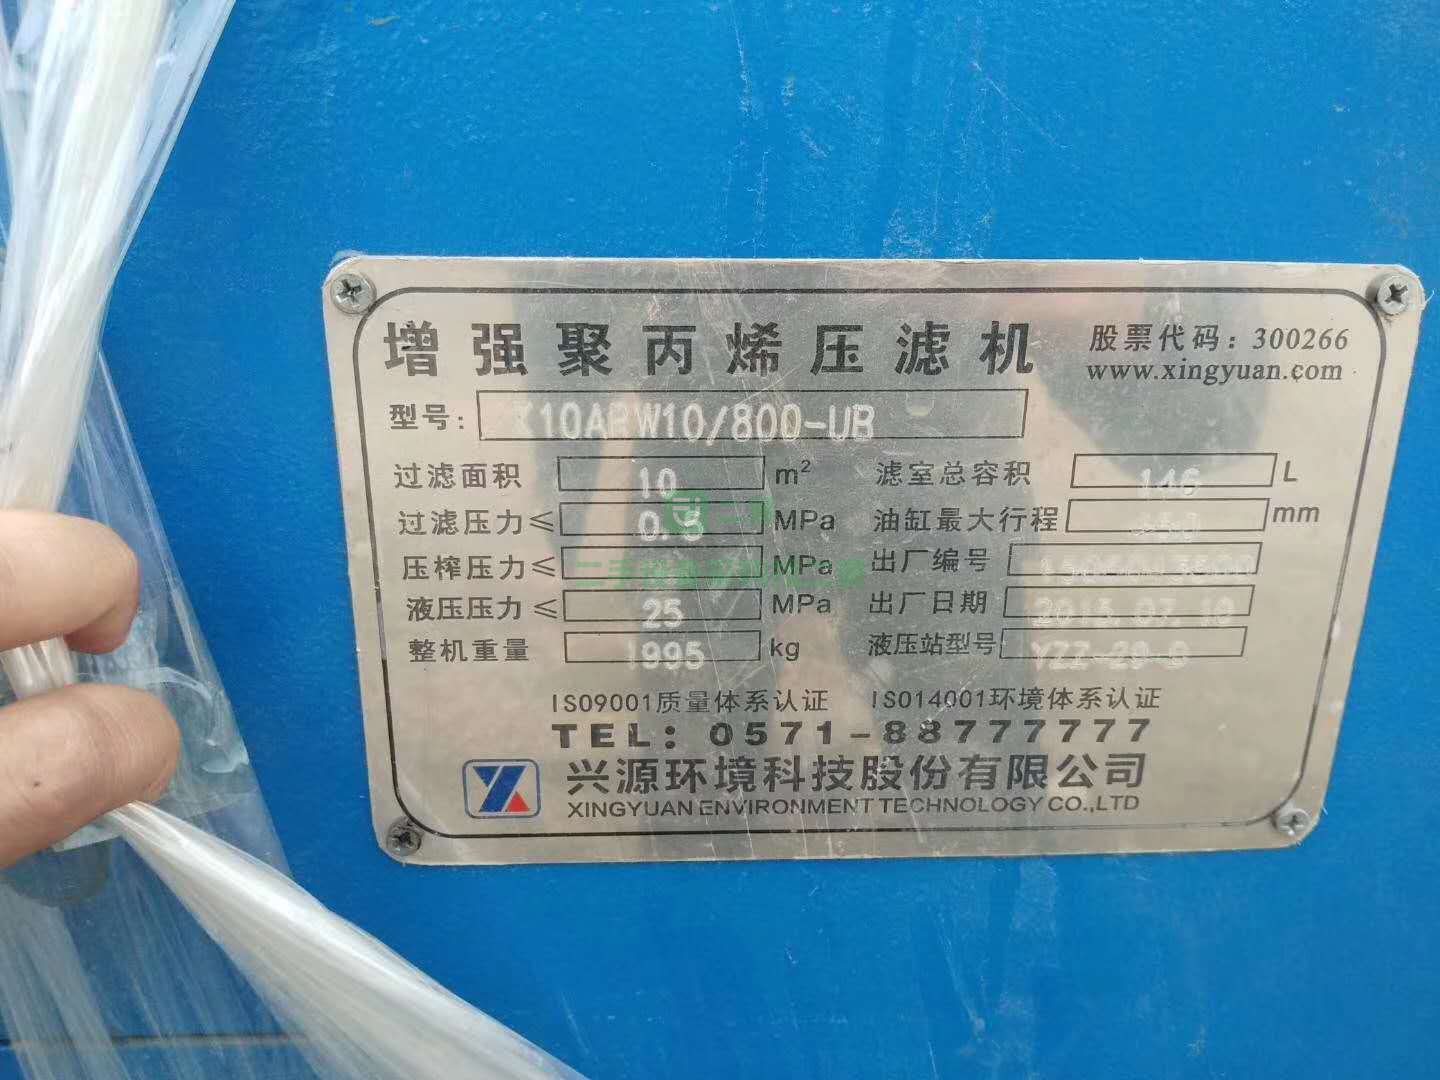 增强聚丙烯压滤机
股票代码：300266
www.xingyuan.com
型号： X10APW10/800-UB
过滤面积 10 m² 滤室总容积 146 L
过滤压力≤ MPa 油缸最大行程 mm
压榨压力≤ MPa 出厂编号
液压压力≤ 25 MPa 出厂日期
整机重量 1995 kg 液压站型号
ISO9001质量体系认证 ISO14001环境体系认证
TEL：0571-88777777
兴源环境科技股份有限公司
XINGYUAN ENVIRONMENT TECHNOLOGY CO.,LTD